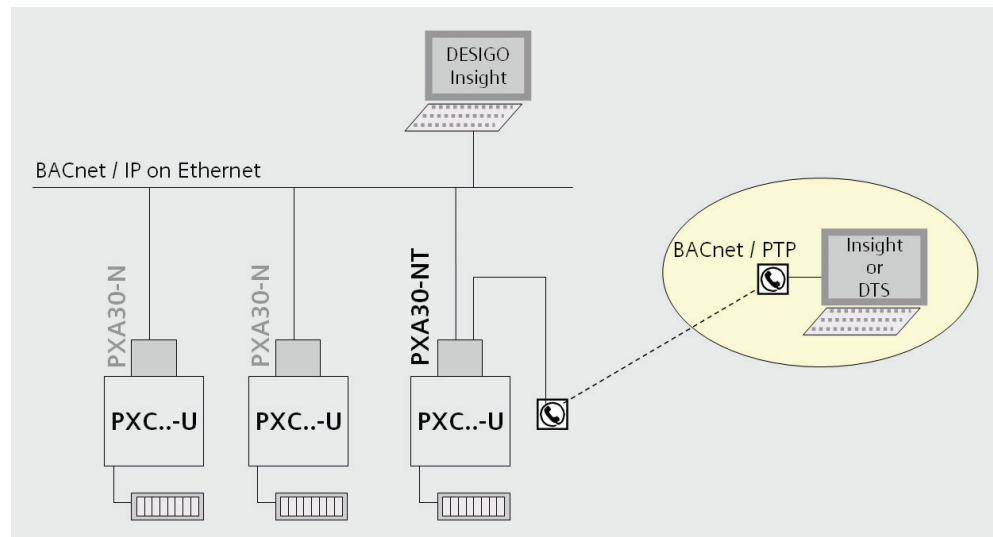 DESIGO
Insight
BACnet / IP on Ethernet
PXA30-N
PXA30-N
PXA30-NT
BACnet / PTP
Insight
or
DTS
PXC..-U
PXC..-U
PXC..-U